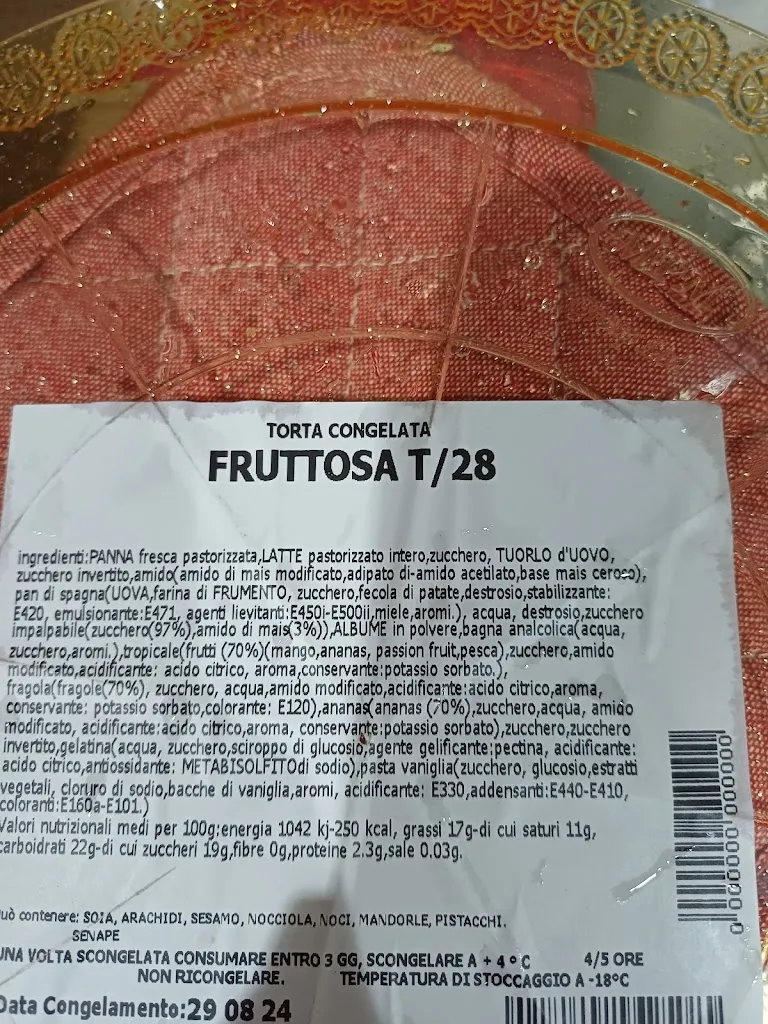 TORTA CONGELATA
FRUTTOSA T/28
ingredienti:PANNA fresca pastorizzata,LATTE pastorizzato intero,zucchero, TUORLO d'UOVO,
zucchero invertito,amido(amido di mais modificato,adipato di-amido acetilato,base mais ceroso),
pan di spagna(UOVA,farina di FRUMENTO, zucchero,fecola di patate,destrosio,stabilizzante:
E420, emulsionante:E471, agenti lievitanti:E450i-E500ii,miele,aromi.), acqua, destrosio,zucchero
impalpabile(zucchero(97%),amido di mais(3%)),ALBUME in polvere,bagna analcolica(acqua,
zucchero,aromi.),tropicale(frutti (70%)(mango,ananas, passion fruit,pesca),zucchero,amido
modificato,acidificante: acido citrico, aroma,conservante:potassio sorbato.),
fragola(fragole(70%), zucchero, acqua,amido modificato,acidificante:acido citrico,aroma,
conservante: potassio sorbato,colorante: E120),ananas(ananas (70%),zucchero,acqua, amido
modificato, acidificante:acido citrico,aroma, conservante:potassio sorbato),zucchero,zucchero
invertito,gelatina(acqua, zucchero,sciroppo di glucosio,agente gelificante:pectina, acidificante:
acido citrico,antiossidante: METABISOLFITOdi sodio),pasta vaniglia(zucchero, glucosio,estratti
vegetali, cloruro di sodio,bacche di vaniglia,aromi, acidificante: E330,addensanti:E440-E410,
coloranti:E160a-E101.)
Valori nutrizionali medi per 100g:energia 1042 kj-250 kcal, grassi 17g-di cui saturi 11g,
carboidrati 22g-di cui zuccheri 19g,fibre 0g,proteine 2.3g,sale 0.03g.
uò contenere: SOIA, ARACHIDI, SESAMO, NOCCIOLA, NOCI, MANDORLE, PISTACCHI.
SENAPE
UNA VOLTA SCONGELATA CONSUMARE ENTRO 3 GG, SCONGELARE A + 4 °C 4/5 ORE
NON RICONGELARE. TEMPERATURA DI STOCCAGGIO A -18°C
Data Congelamento:29 08 24
0 000000 000000